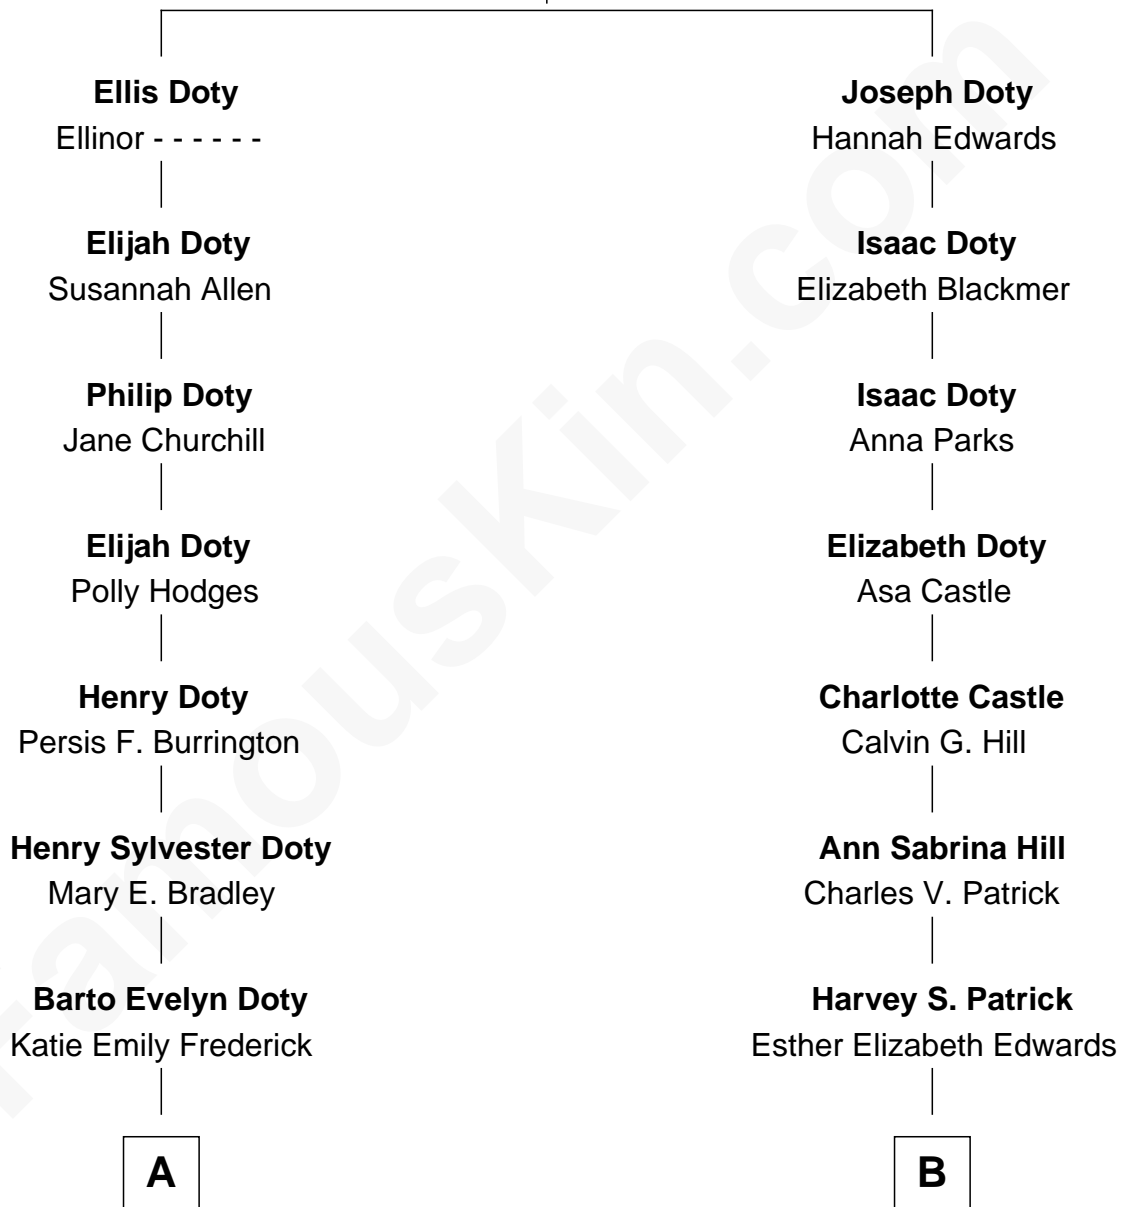 Ellis Doty
Ellinor - - - - - -
Elijah Doty
Susannah Allen
Philip Doty
Jane Churchill
Elijah Doty
Polly Hodges
Henry Doty
Persis F. Burrington
Henry Sylvester Doty
Mary E. Bradley
Barto Evelyn Doty
Katie Emily Frederick
A
Joseph Doty
Hannah Edwards
Isaac Doty
Elizabeth Blackmer
Isaac Doty
Anna Parks
Elizabeth Doty
Asa Castle
Charlotte Castle
Calvin G. Hill
Ann Sabrina Hill
Charles V. Patrick
Harvey S. Patrick
Esther Elizabeth Edwards
B
FamousKin.com